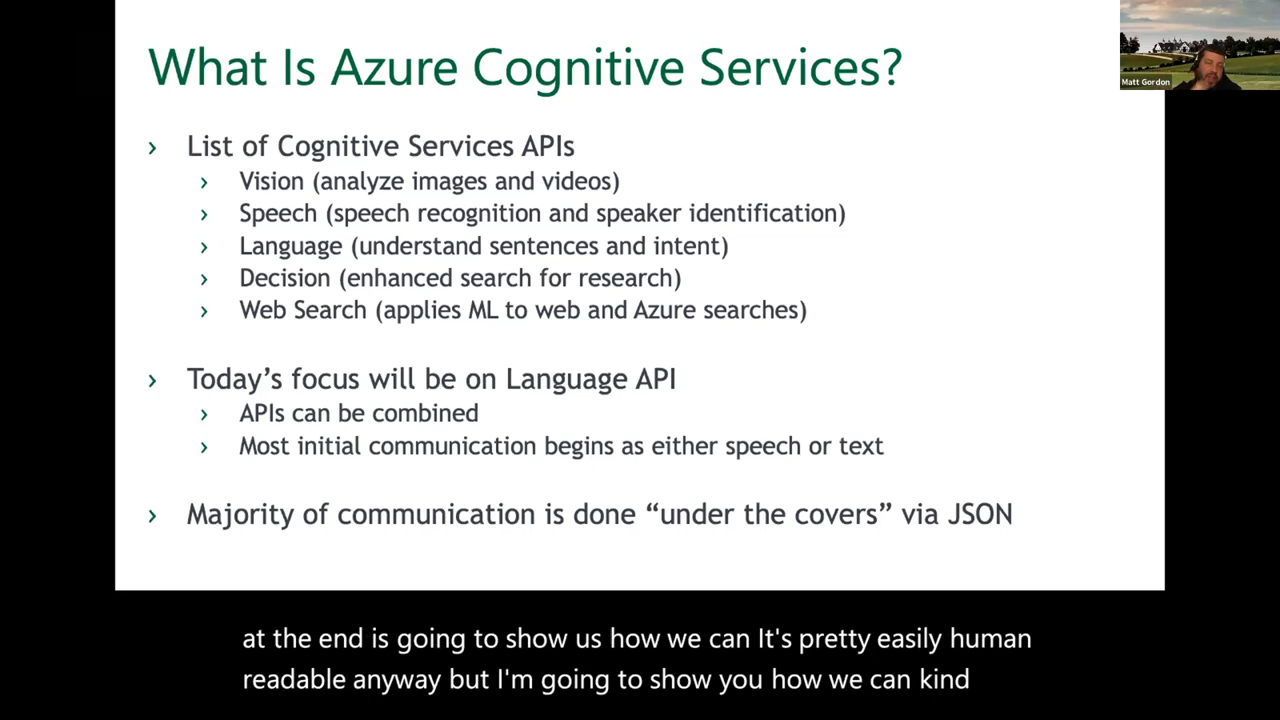 What Is Azure Cognitive Services?
Matt Gordon
› List of Cognitive Services APIs
› Vision (analyze images and videos)
› Speech (speech recognition and speaker identification)
› Language (understand sentences and intent)
› Decision (enhanced search for research)
› Web Search (applies ML to web and Azure searches)
› Today’s focus will be on Language API
› APIs can be combined
› Most initial communication begins as either speech or text
› Majority of communication is done “under the covers” via JSON
at the end is going to show us how we can It's pretty easily human
readable anyway but I'm going to show you how we can kind